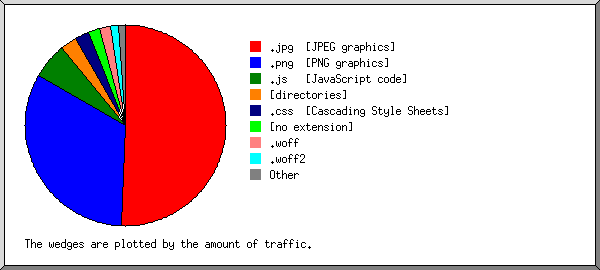 .jpg  [JPEG graphics]
.png  [PNG graphics]
.js   [JavaScript code]
[directories]
.css  [Cascading Style Sheets]
[no extension]
.woff
.woff2
Other
The wedges are plotted by the amount of traffic.